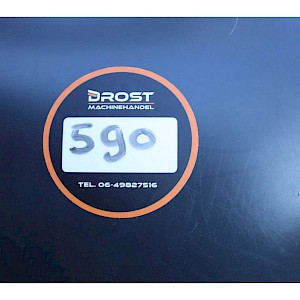 DROST
MACHINEHANDEL
590
TEL. 06-49827516